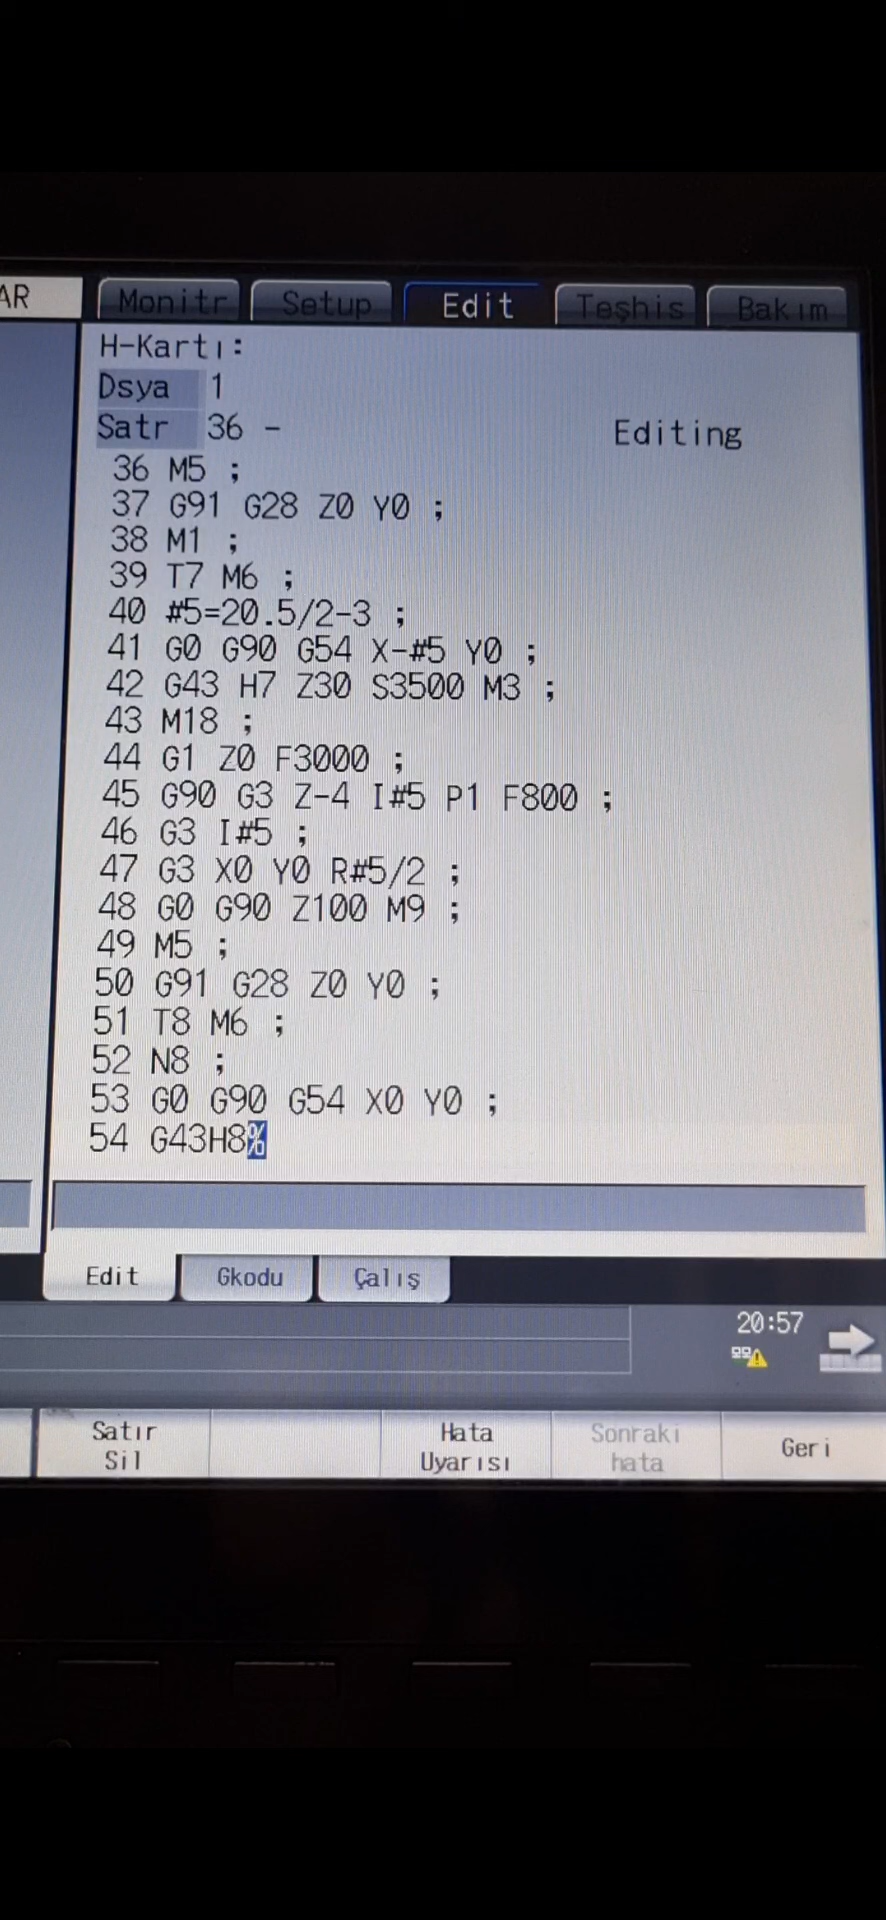 AR
Monitr Setup Edit Teşhis Bakım
H-Kartı:
Dsya 1
Satr 36 -
Editing
36 M5 ;
37 G91 G28 Z0 Y0 ;
38 M1 ;
39 T7 M6 ;
40 #5=20.5/2-3 ;
41 G0 G90 G54 X-#5 Y0 ;
42 G43 H7 Z30 S3500 M3 ;
43 M18 ;
44 G1 Z0 F3000 ;
45 G90 G3 Z-4 I#5 P1 F800 ;
46 G3 I#5 ;
47 G3 X0 Y0 R#5/2 ;
48 G0 G90 Z100 M9 ;
49 M5 ;
50 G91 G28 Z0 Y0 ;
51 T8 M6 ;
52 N8 ;
53 G0 G90 G54 X0 Y0 ;
54 G43H8%
Edit Gkodu Çalış
20:57
Satır Sil
Hata Uyarısı
Sonraki hata
Geri